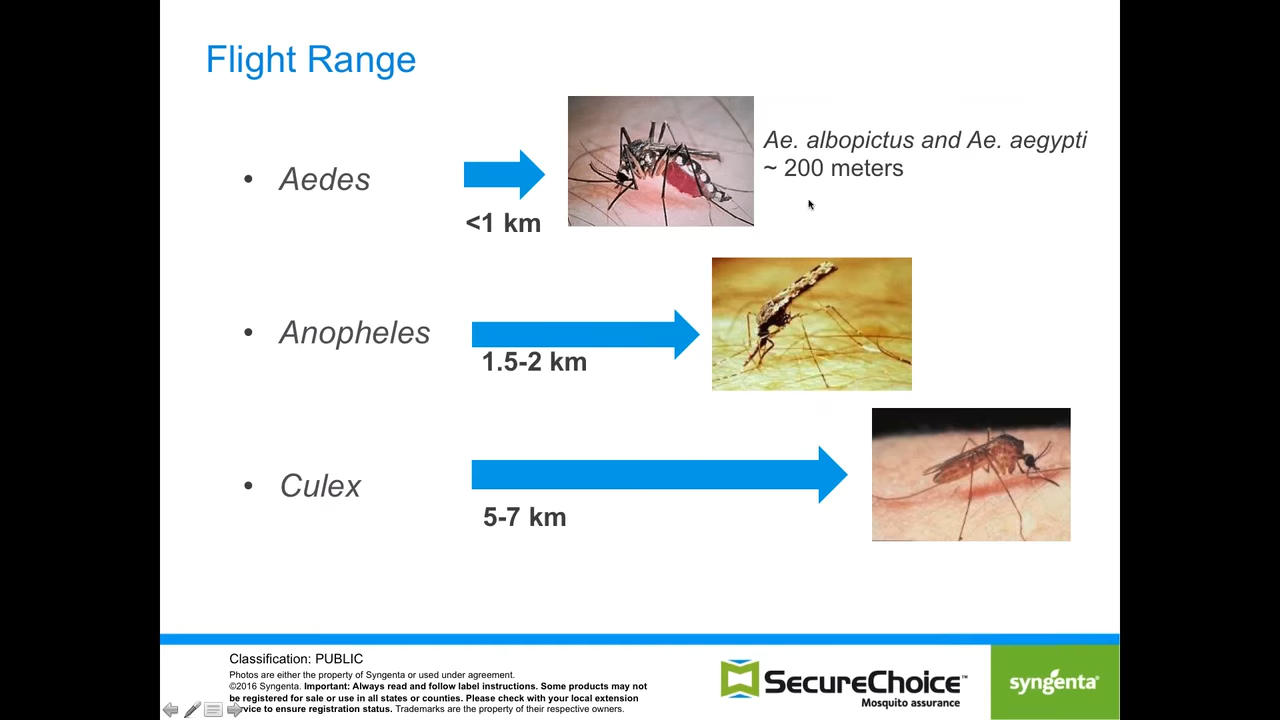 Flight Range
• Aedes
<1 km
Ae. albopictus and Ae. aegypti
~ 200 meters
• Anopheles
1.5-2 km
• Culex
5-7 km
Classification: PUBLIC
Photos are either the property of Syngenta or used under agreement.
©2016 Syngenta. Important: Always read and follow label instructions. Some products may not
be registered for sale or use in all states or counties. Please check with your local extension
service to ensure registration status. Trademarks are the property of their respective owners.
SecureChoice™
Mosquito assurance
syngenta®